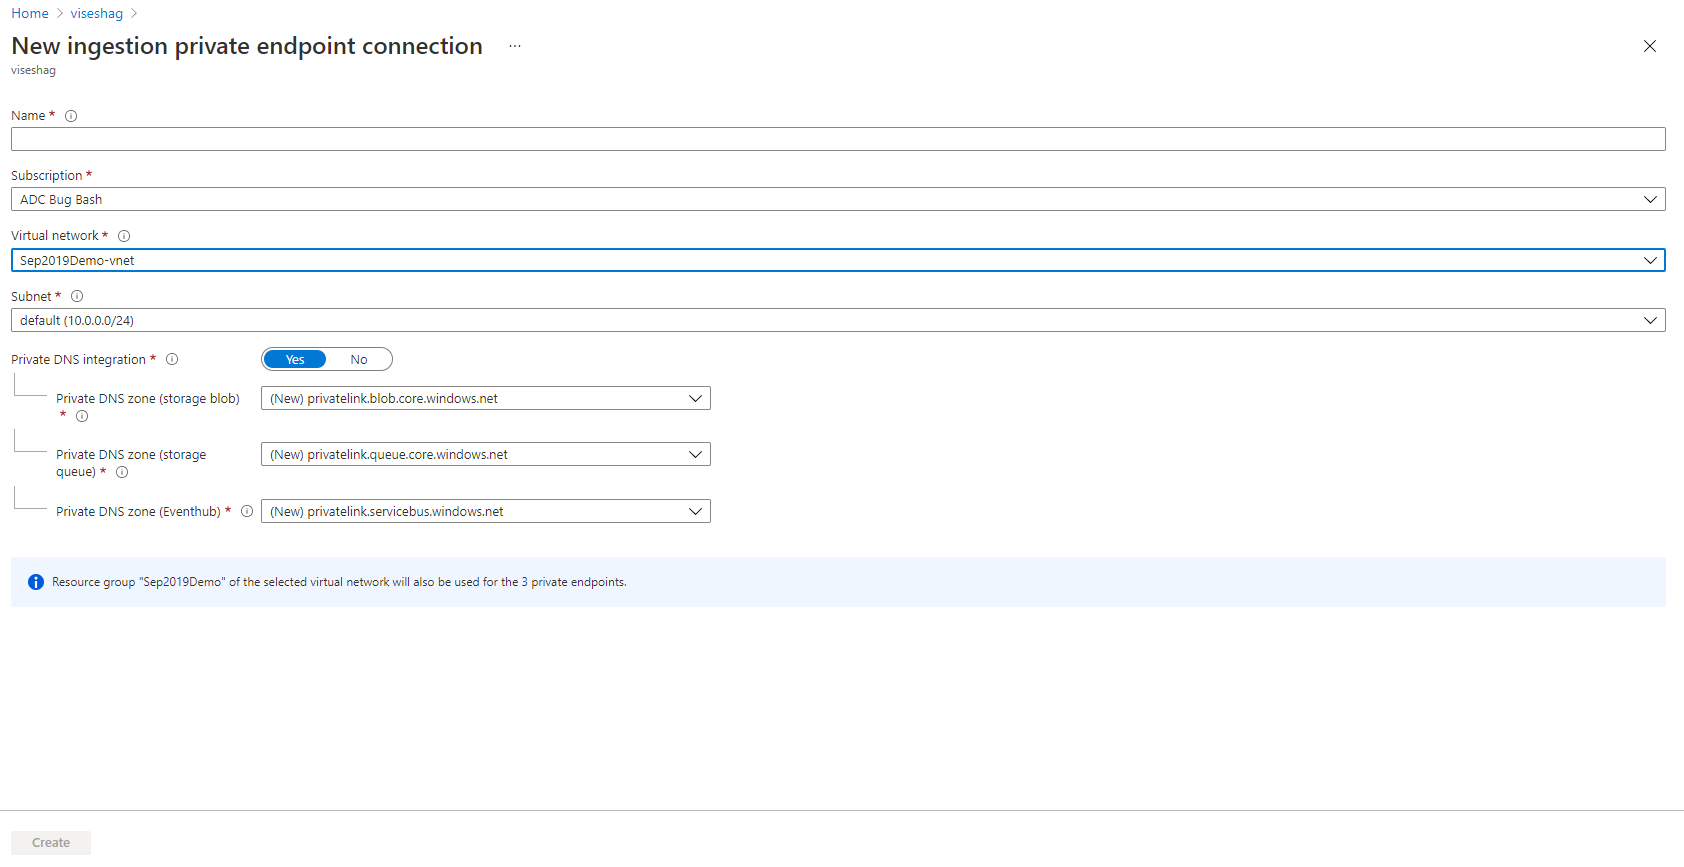 Home > viseshag >
New ingestion private endpoint connection ...
viseshag
Name *
Subscription *
ADC Bug Bash
Virtual network *
Sep2019Demo-vnet
Subnet *
default (10.0.0.0/24)
Private DNS integration * Yes No
Private DNS zone (storage blob)
*
(New) privatelink.blob.core.windows.net
Private DNS zone (storage
queue) *
(New) privatelink.queue.core.windows.net
Private DNS zone (Eventhub) *
(New) privatelink.servicebus.windows.net
Resource group "Sep2019Demo" of the selected virtual network will also be used for the 3 private endpoints.
Create